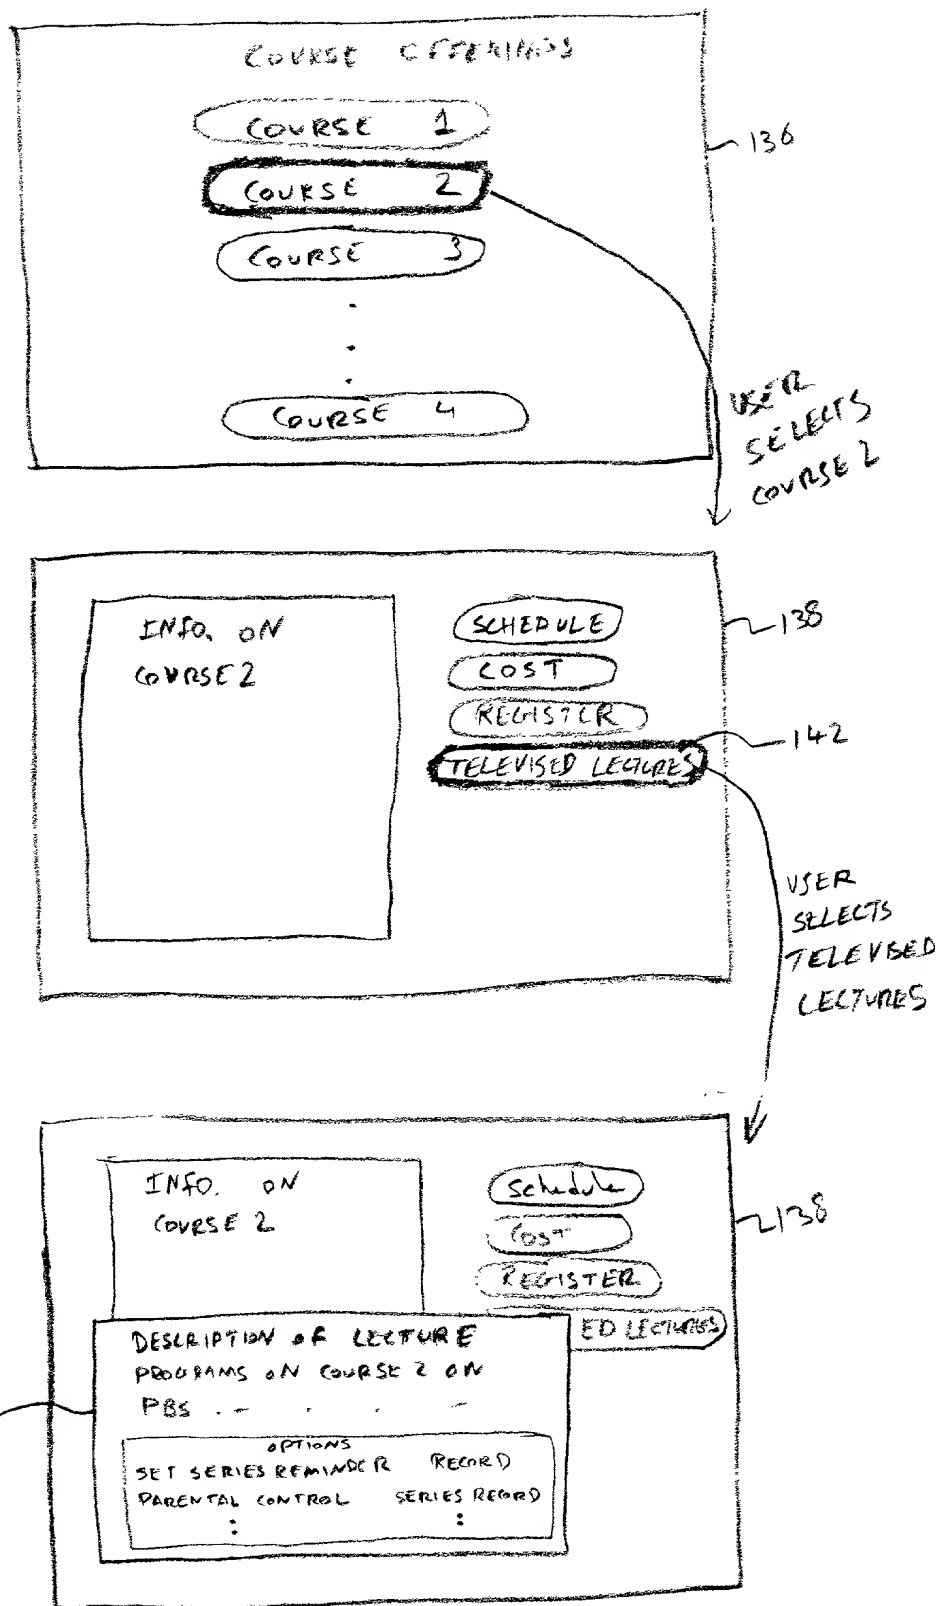 COURSE OFFERINGS
COURSE 1
136
COURSE 2
COURSE 3
COURSE 4
USER
SELECTS
COURSE 2
INFO. ON
COURSE 2
SCHEDULE
138
COST
REGISTER
142
TELEVISED LECTURES
USER
SELECTS
TELEVISED
LECTURES
INFO. ON
COURSE 2
Schedule
138
COST
REGISTER
ED LECTURES
DESCRIPTION OF LECTURE
PROGRAMS ON COURSE 2 ON
PBS . - . . -
OPTIONS
SET SERIES REMINDER RECORD
PARENTAL CONTROL SERIES RECORD